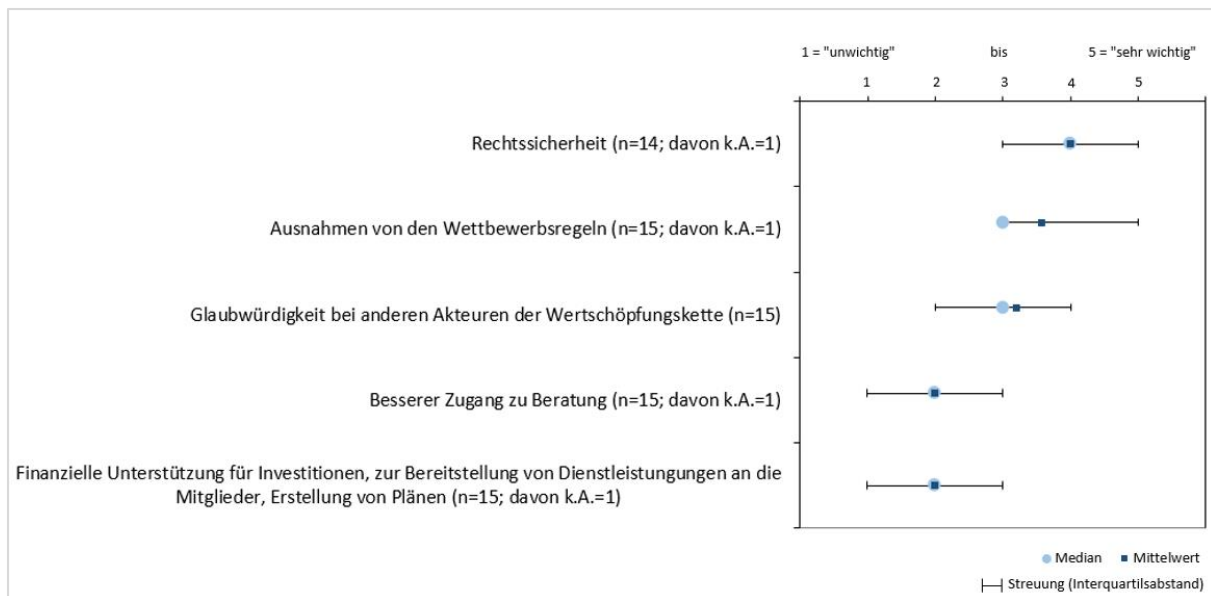 1 = "unwichtig" bis 5 = "sehr wichtig"
1 2 3 4 5
Rechtssicherheit (n=14; davon k.A.=1)
Ausnahmen von den Wettbewerbsregeln (n=15; davon k.A.=1)
Glaubwürdigkeit bei anderen Akteuren der Wertschöpfungskette (n=15)
Besserer Zugang zu Beratung (n=15; davon k.A.=1)
Finanzielle Unterstützung für Investitionen, zur Bereitstellung von Dienstleistungungen an die
Mitglieder, Erstellung von Plänen (n=15; davon k.A.=1)
Median Mittelwert
Streuung (Interquartilsabstand)